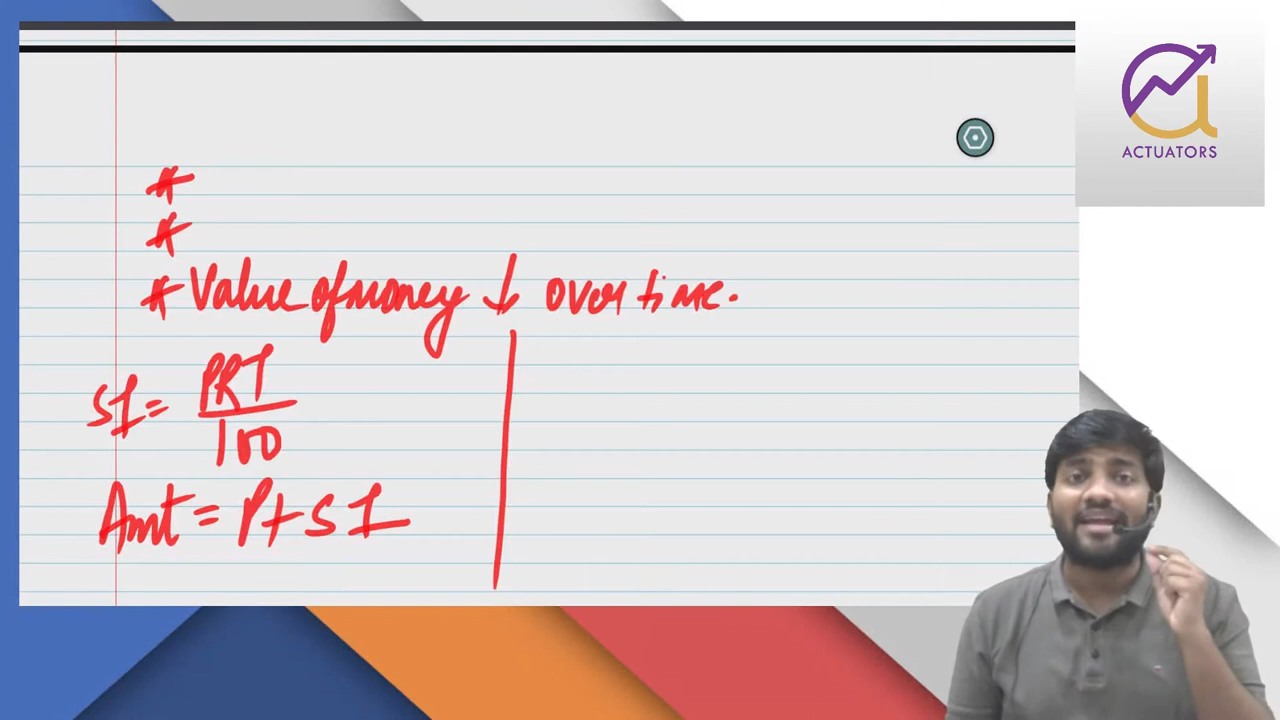 ACTUATORS
*
*
* Value of money ↓ over time.
SI = PRT
100
Amt = P + SI